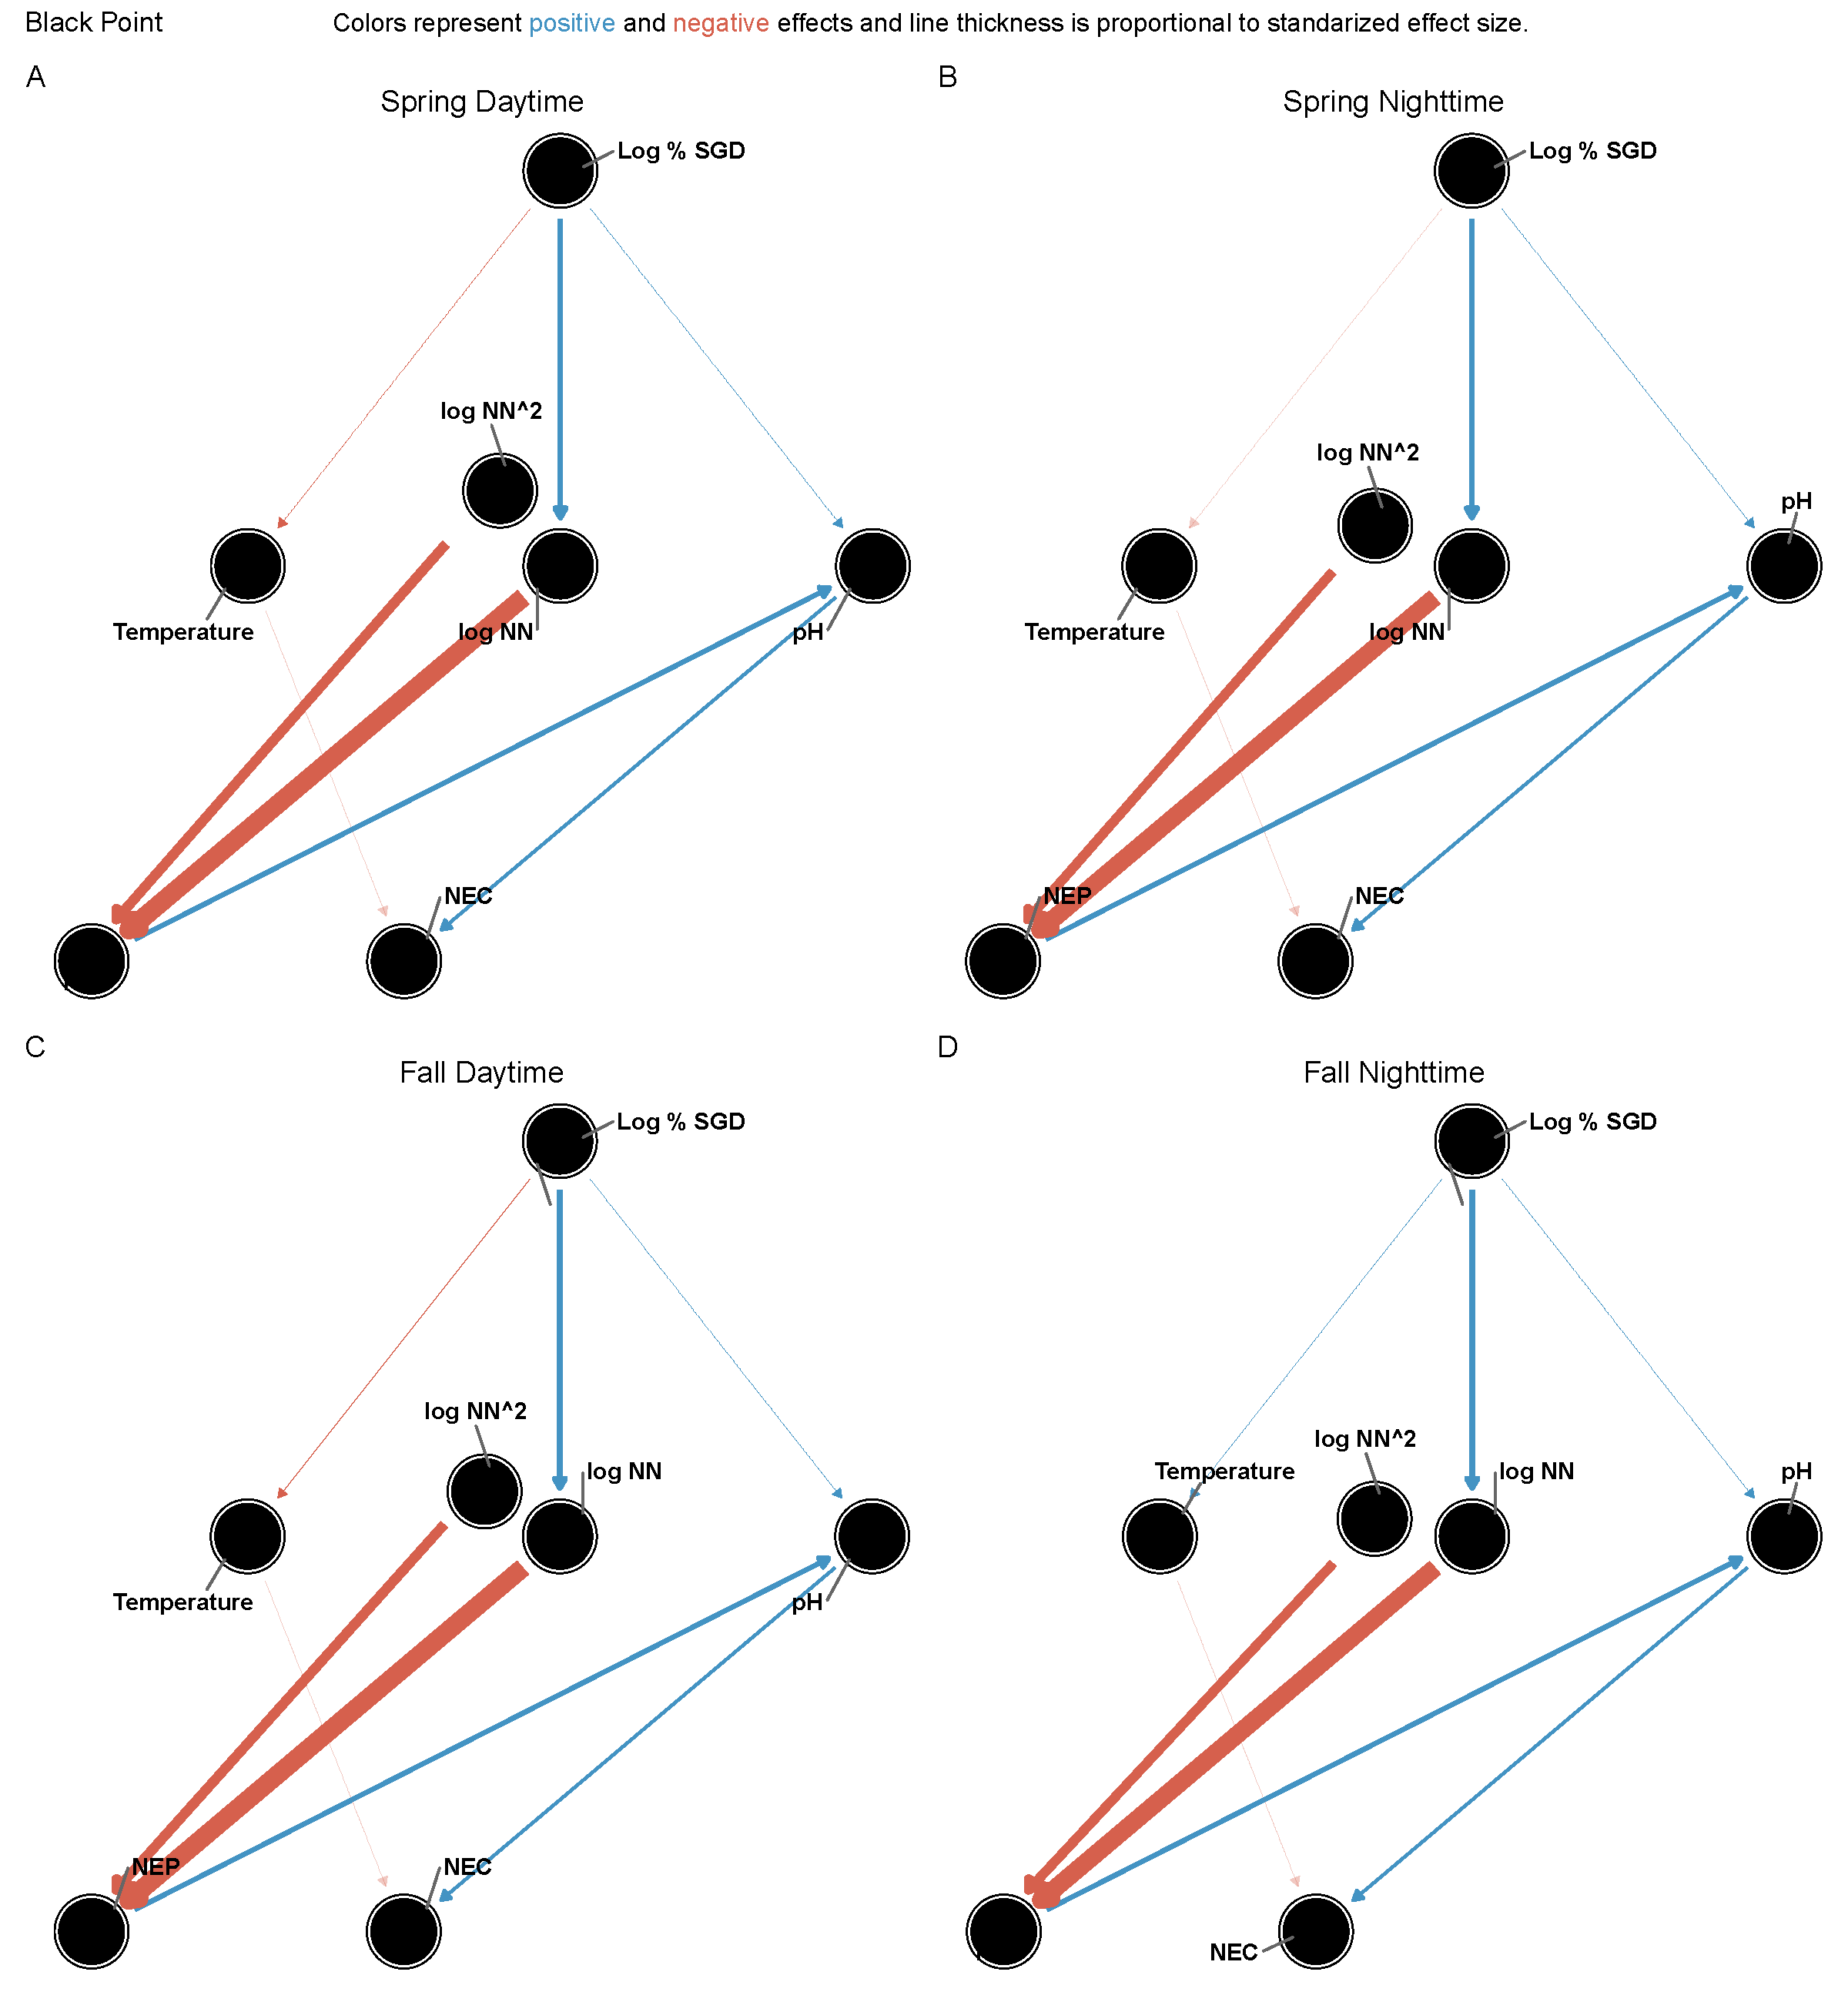 Black Point
Colors represent positive and negative effects and line thickness is proportional to standarized effect size.
A
Spring Daytime
Log % SGD
log NN^2
Temperature
log NN
pH
NEC
B
Spring Nighttime
Log % SGD
log NN^2
pH
Temperature
log NN
NEP
NEC
C
Fall Daytime
Log % SGD
log NN^2
log NN
Temperature
pH
NEP
NEC
D
Fall Nighttime
Log % SGD
log NN^2
Temperature
log NN
pH
NEC